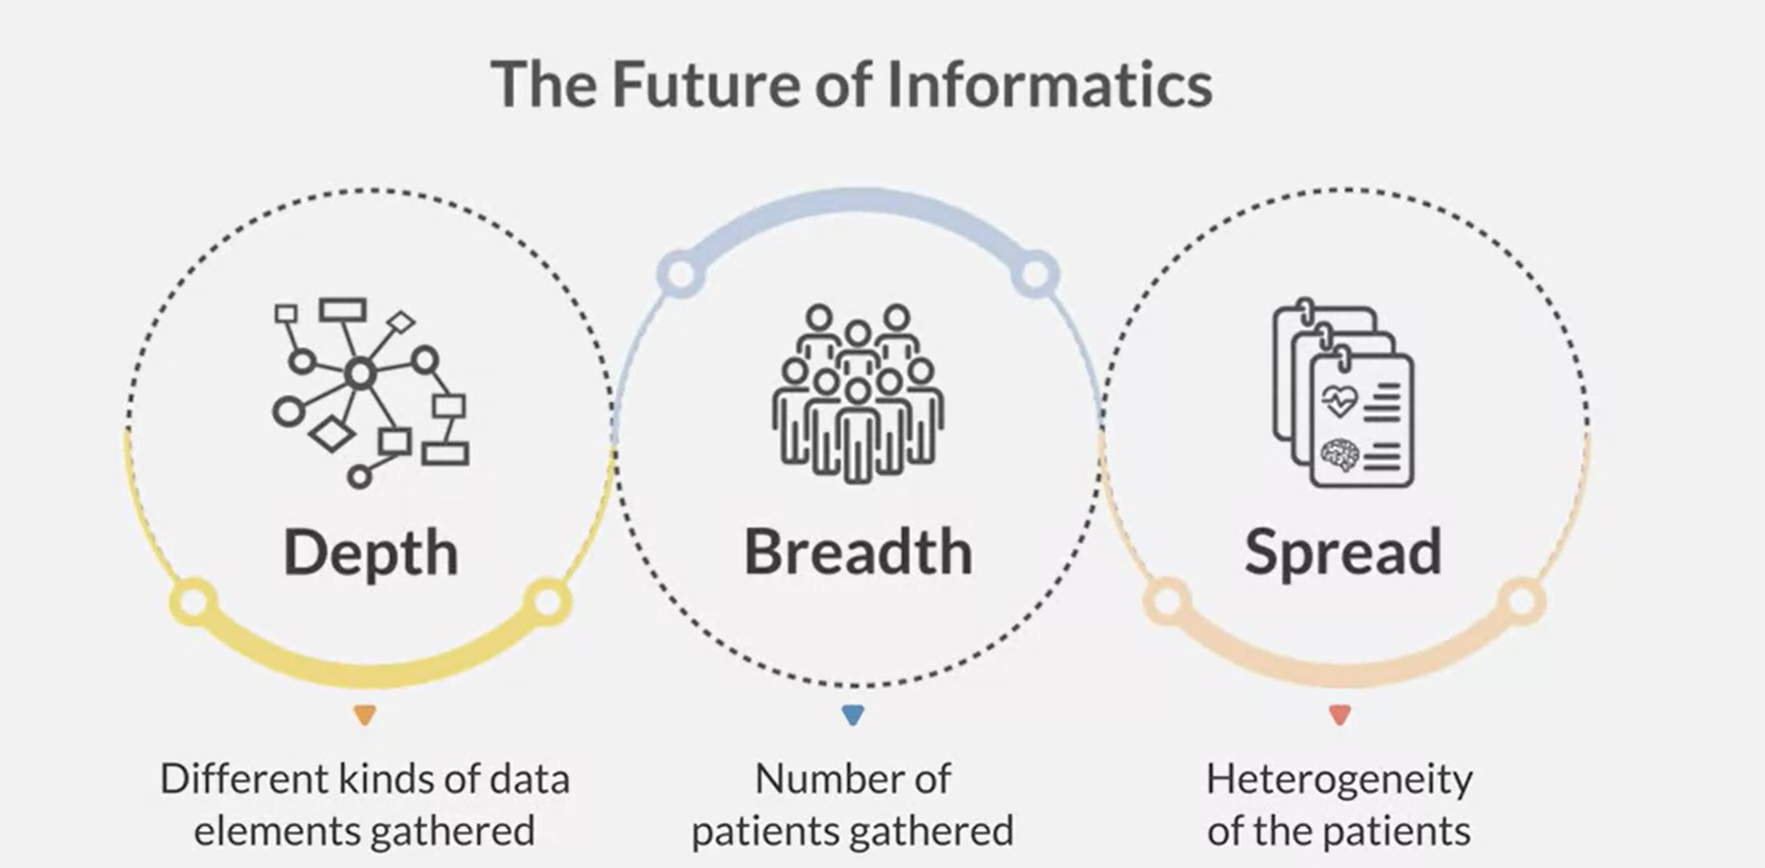 The Future of Informatics
Depth
Breadth
Spread
Different kinds of data
elements gathered
Number of
patients gathered
Heterogeneity
of the patients